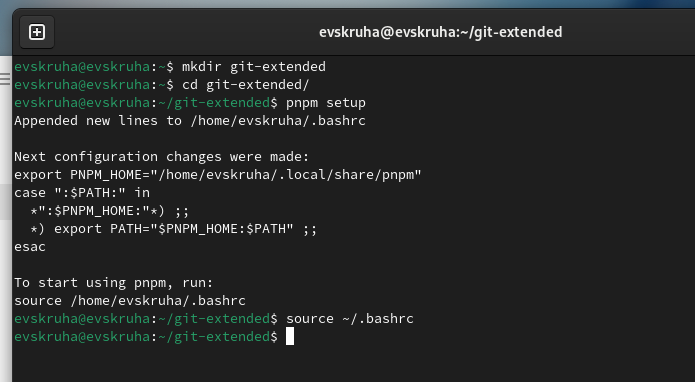 evskruha@evskruha:~/git-extended
evskruha@evskruha:~$ mkdir git-extended
evskruha@evskruha:~$ cd git-extended/
evskruha@evskruha:~/git-extended$ pnpm setup
Appended new lines to /home/evskruha/.bashrc

Next configuration changes were made:
export PNPM_HOME="/home/evskruha/.local/share/pnpm"
case ":$PATH:" in
  *":$PNPM_HOME:"*) ;;
  *) export PATH="$PNPM_HOME:$PATH" ;;
esac

To start using pnpm, run:
source /home/evskruha/.bashrc
evskruha@evskruha:~/git-extended$ source ~/.bashrc
evskruha@evskruha:~/git-extended$